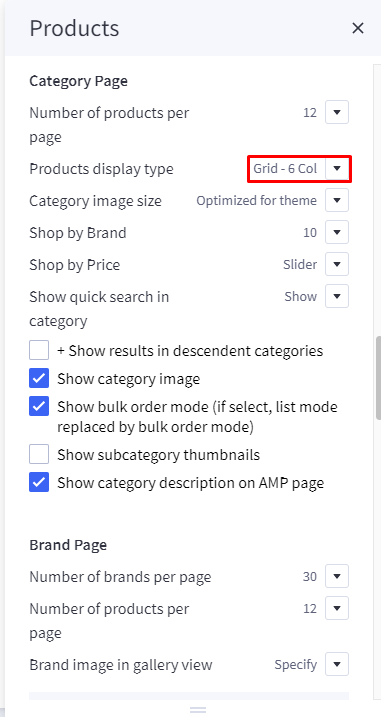 Products
Category Page
Number of products per 12
page
Products display type Grid - 6 Col
Category image size Optimized for theme
Shop by Brand 10
Shop by Price Slider
Show quick search in Show
category
+ Show results in descendent categories
Show category image
Show bulk order mode (if select, list mode
replaced by bulk order mode)
Show subcategory thumbnails
Show category description on AMP page
Brand Page
Number of brands per page 30
Number of products per 12
page
Brand image in gallery view Specify